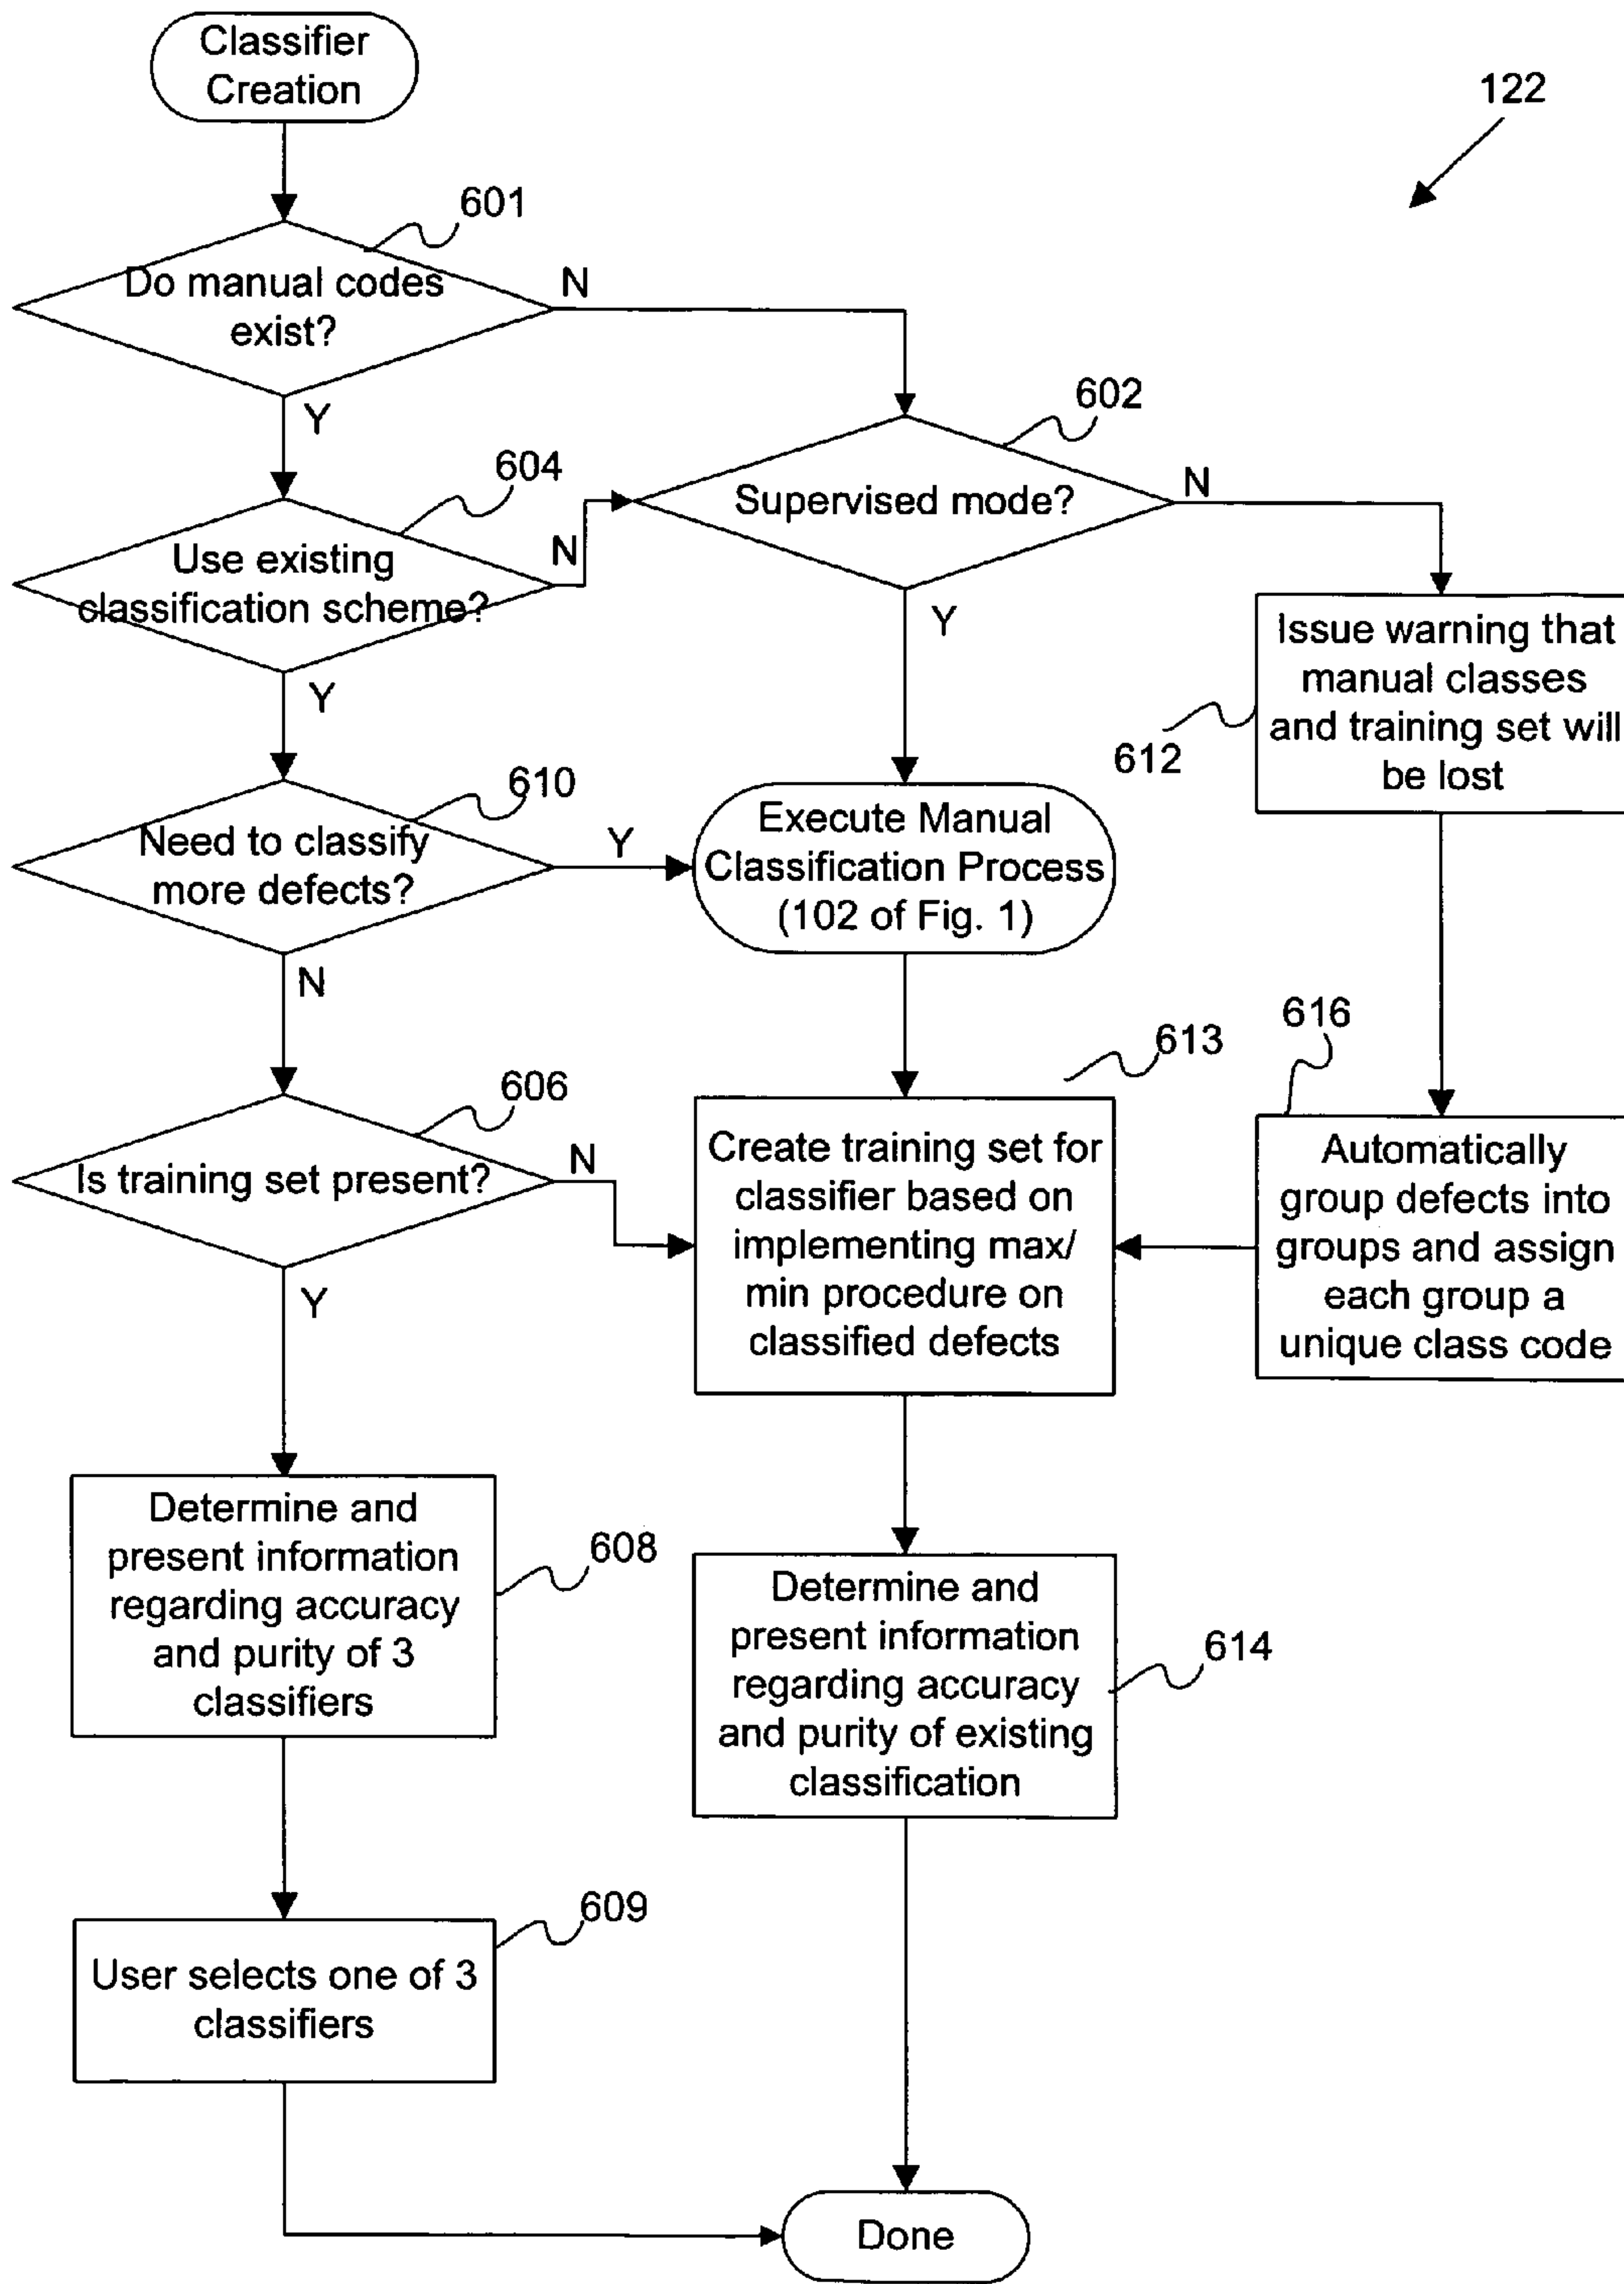 Classifier
Creation
122
601
Do manual codes
exist?
N
Y
602
604
Supervised mode?
N
Use existing
classification scheme?
N
Y
Y
Issue warning that
manual classes
and training set will
be lost
612
610
Need to classify
more defects?
Y
N
Execute Manual
Classification Process
(102 of Fig. 1)
616
613
606
Is training set present?
N
Y
Create training set for
classifier based on
implementing max/
min procedure on
classified defects
Automatically
group defects into
groups and assign
each group a
unique class code
Determine and
present information
regarding accuracy
and purity of 3
classifiers
608
Determine and
present information
regarding accuracy
and purity of existing
classification
614
609
User selects one of 3
classifiers
Done